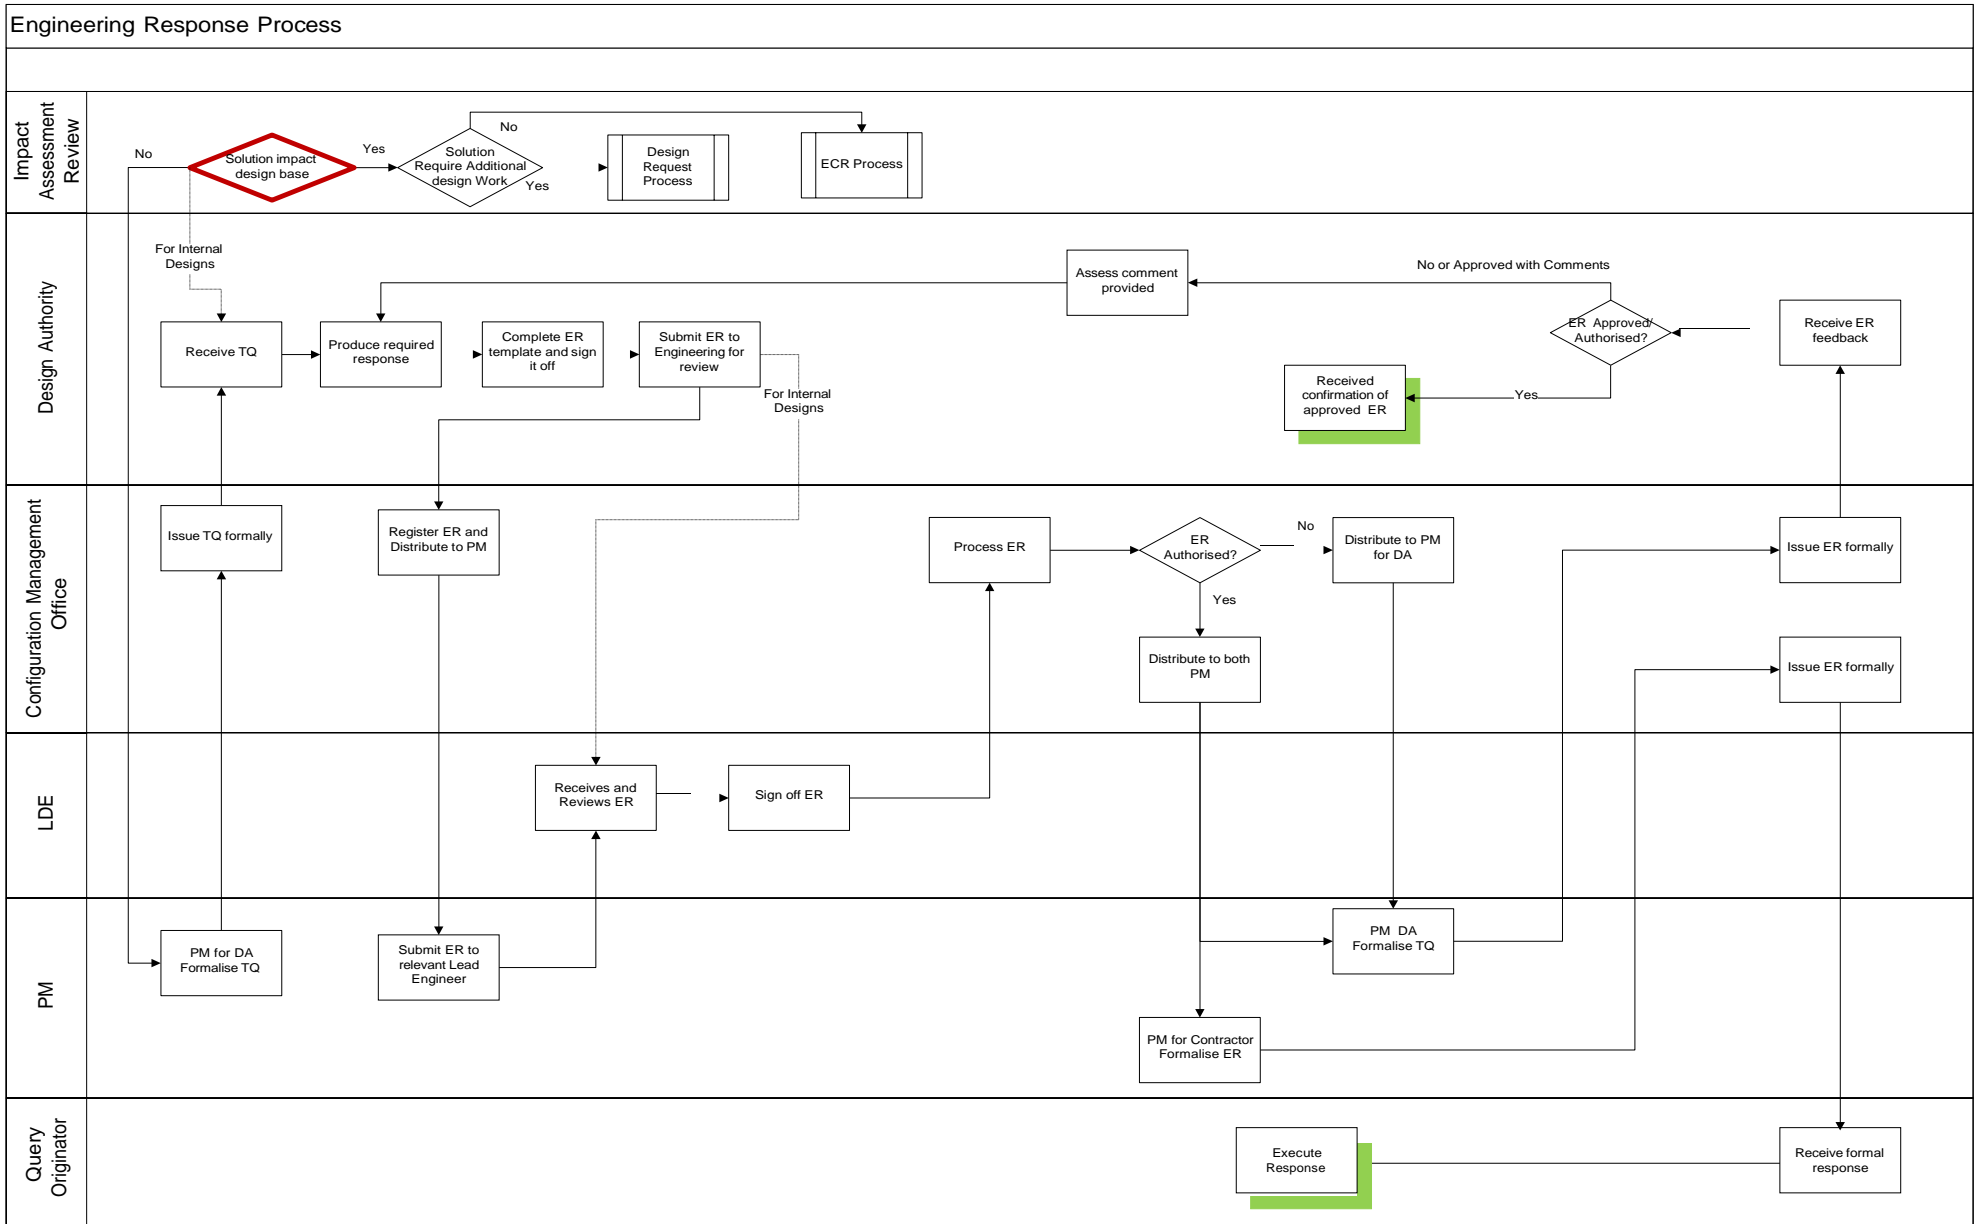 Engineering Response Process
Impact
Assessment
Review
No
Solution impact
design base
Yes
Solution
Require Additional
design Work
No
Yes
Design
Request
Process
ECR Process
Design Authority
For Internal
Designs
Receive TQ
Produce required
response
Complete ER
template and sign
it off
Submit ER to
Engineering for
review
For Internal
Designs
Assess comment
provided
No or Approved with Comments
ER Approved/
Authorised?
Receive ER
feedback
Received
confirmation of
approved ER
Yes
Configuration Management
Office
Issue TQ formally
Register ER and
Distribute to PM
Process ER
ER
Authorised?
No
Yes
Distribute to PM
for DA
Issue ER formally
Distribute to both
PM
Issue ER formally
LDE
Receives and
Reviews ER
Sign off ER
PM
PM for DA
Formalise TQ
Submit ER to
relevant Lead
Engineer
PM DA
Formalise TQ
PM for Contractor
Formalise ER
Query
Originator
Execute
Response
Receive formal
response